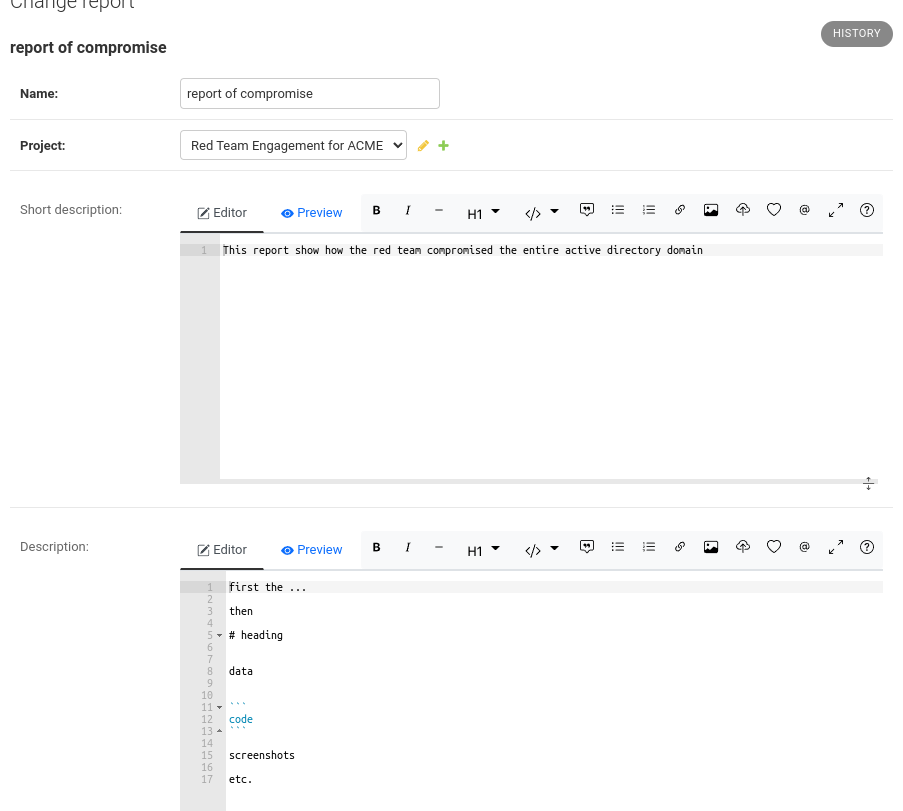 Change report
report of compromise
HISTORY
Name:
report of compromise
Project:
Red Team Engagement for ACME
Short description:
Editor
Preview
B I – H1 </> @
1 This report show how the red team compromised the entire active directory domain
Description:
Editor
Preview
B I – H1 </> @
1 first the ...
2
3 then
4
5 # heading
6
7
8 data
9
10
11 ```
12 code
13 ```
14
15 screenshots
16
17 etc.